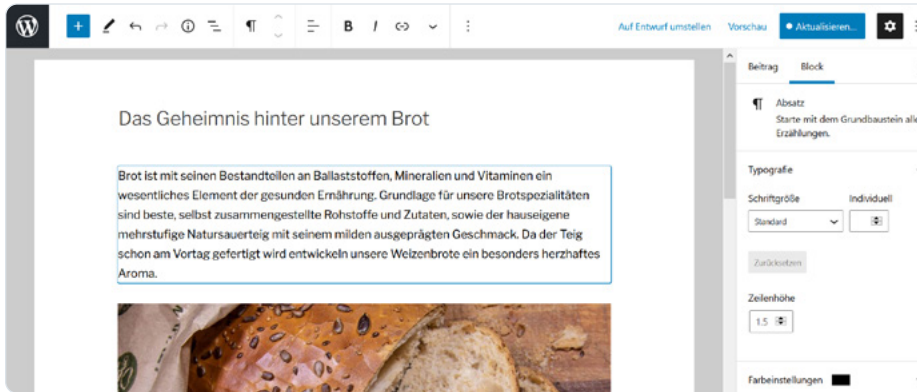 B I
Auf Entwurf umstellen Vorschau Aktualisieren...
Beitrag Block
Das Geheimnis hinter unserem Brot
Brot ist mit seinen Bestandteilen an Ballaststoffen, Mineralien und Vitaminen ein
wesentliches Element der gesunden Ernährung. Grundlage für unsere Brotspezialitäten
sind beste, selbst zusammengestellte Rohstoffe und Zutaten, sowie der hauseigene
mehrstufige Natursauerteig mit seinem milden ausgeprägten Geschmack. Da der Teig
schon am Vortag gefertigt wird entwickeln unsere Weizenbrote ein besonders herzhaftes
Aroma.
Absatz
Starte mit dem Grundbaustein alle
Erzählungen.
Typografie
Schriftgröße Individuell
Standard
Zurücksetzen
Zeilenhöhe
1.5
Farbeinstellungen